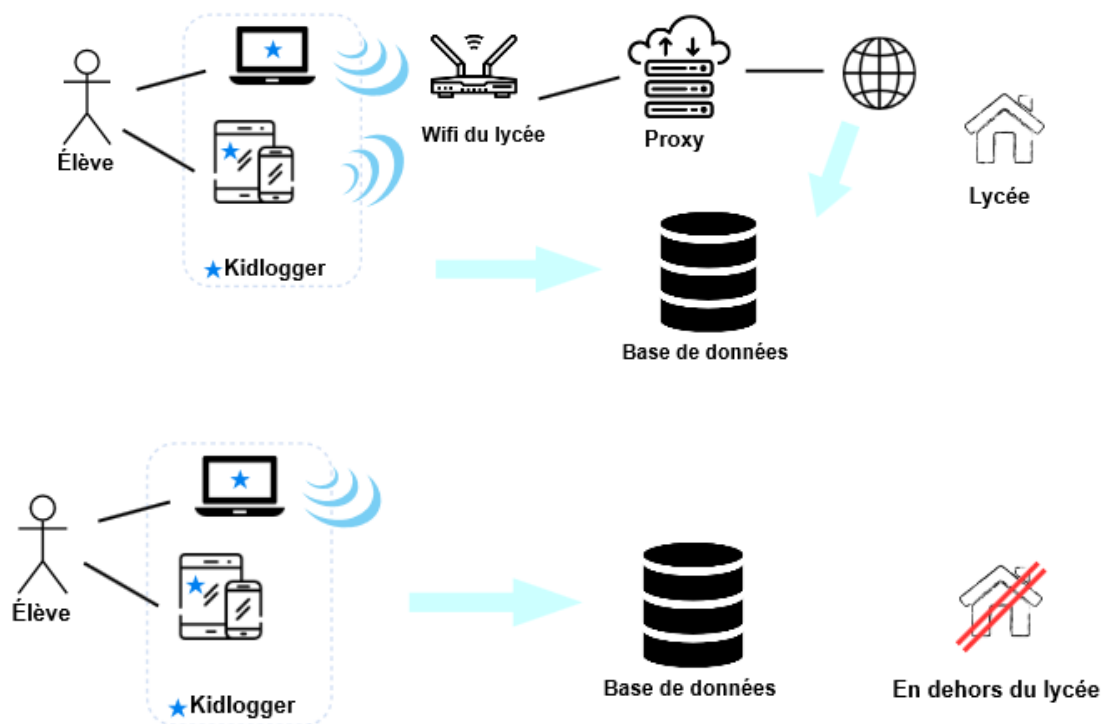 Élève
Wifi du lycée
Proxy
Lycée
Kidlogger
Base de données
Élève
Kidlogger
Base de données
En dehors du lycée